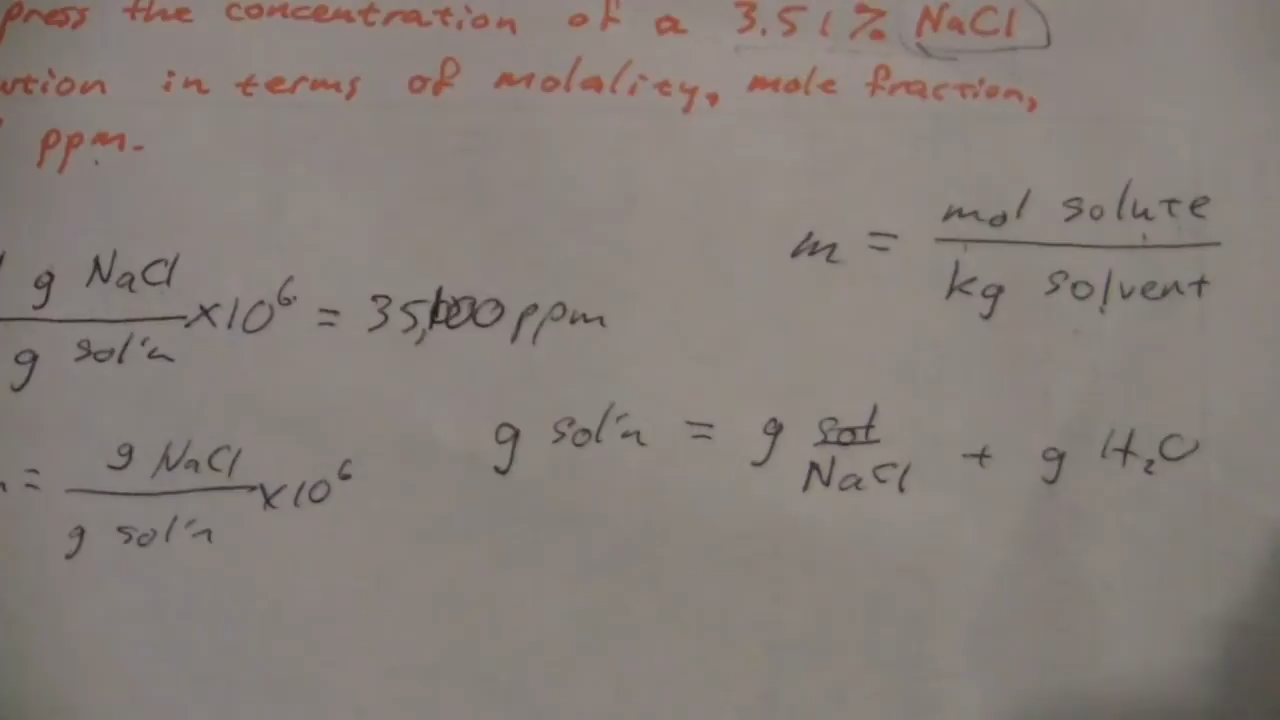 press the concentration of a 3.51% NaCl
ution in terms of molality, mole fraction,
ppm.
m = mol solute / kg solvent
g NaCl / g sol'n ×10⁶ = 35,100 ppm
g sol'n = g NaCl + g H₂O
= g NaCl / g sol'n ×10⁶